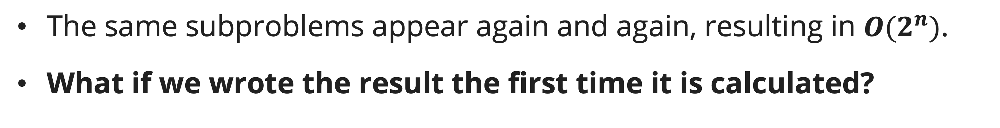 • The same subproblems appear again and again, resulting in O(2ⁿ).
• What if we wrote the result the first time it is calculated?